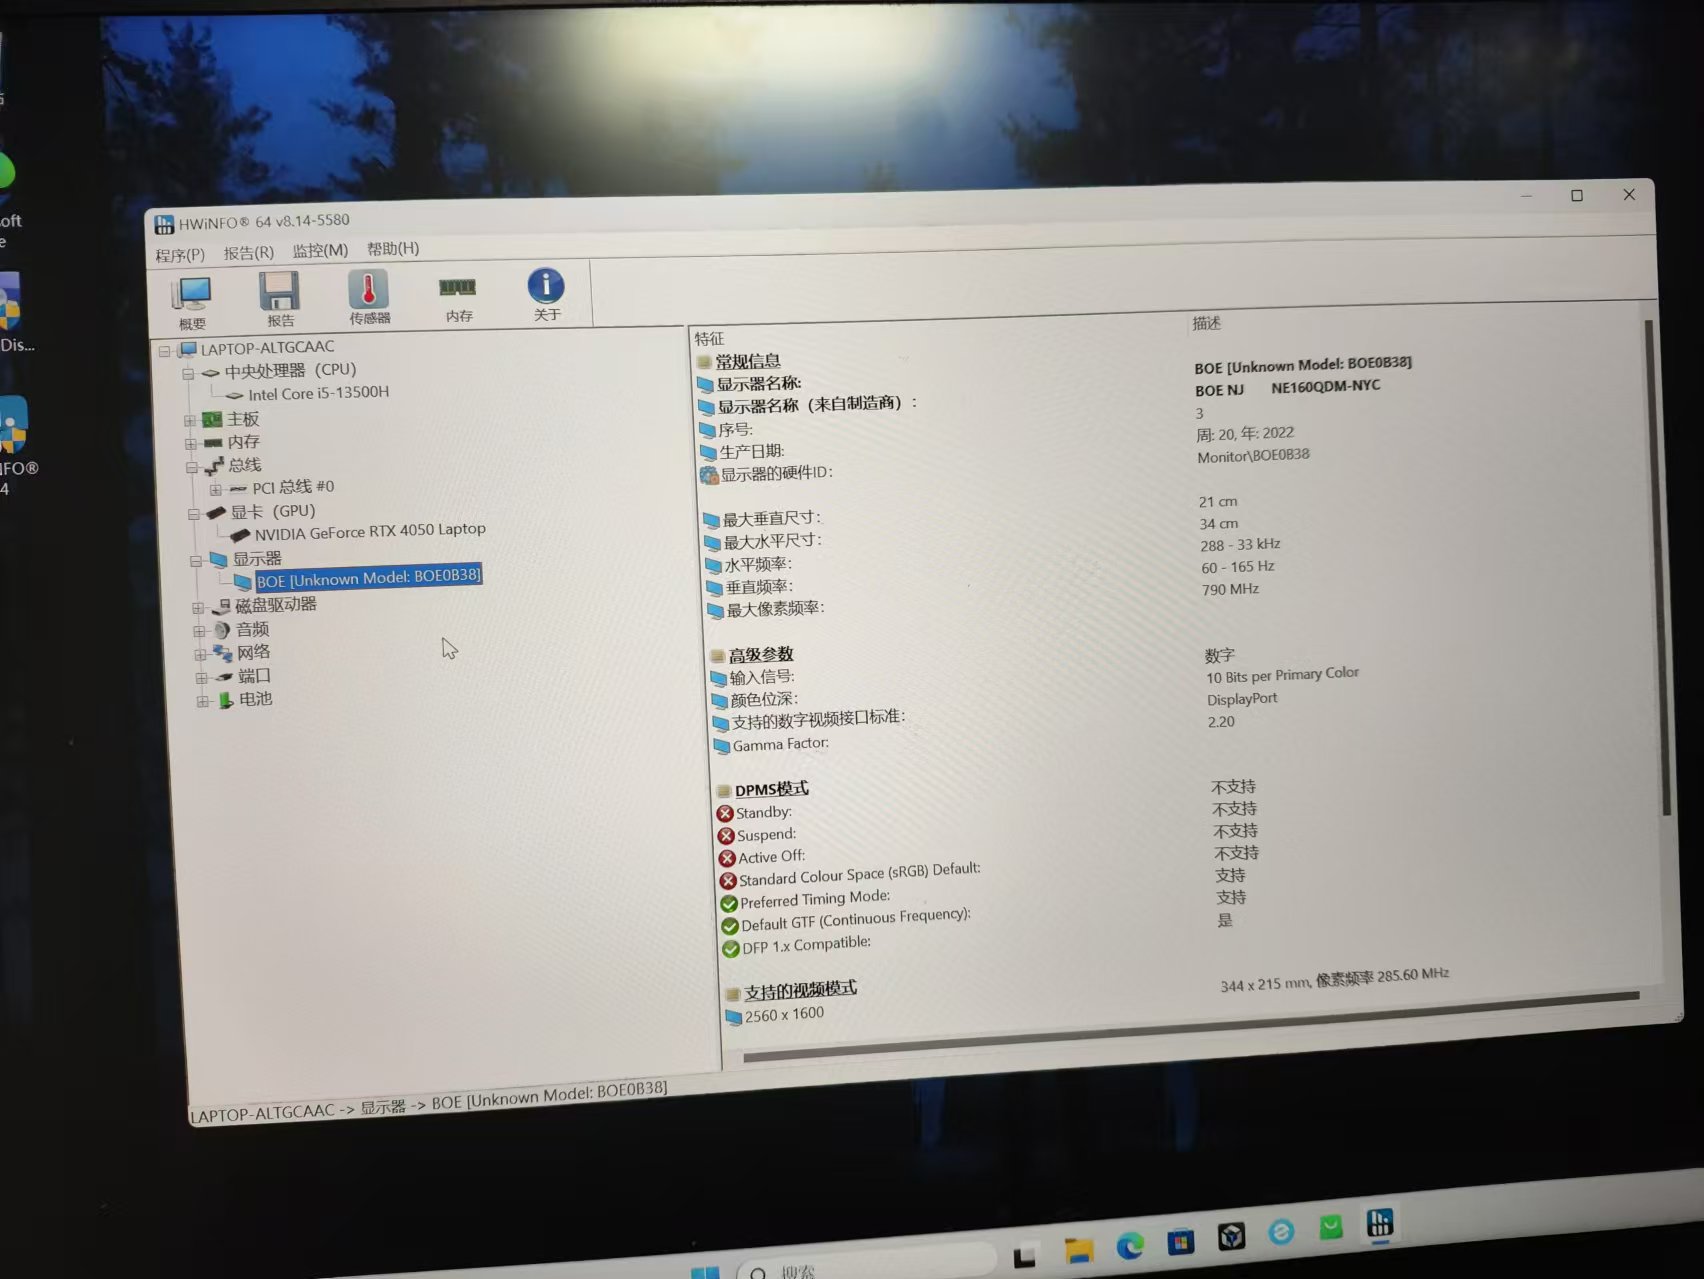 oft
e
Dis...
NFO®
4
HWiNFO® 64 v8.14-5580
程序(P) 报告(R) 监控(M) 帮助(H)
概要 报告 传感器 内存 关于
LAPTOP-ALTGCAAC
中央处理器 (CPU)
Intel Core i5-13500H
主板
内存
总线
PCI 总线 #0
显卡 (GPU)
NVIDIA GeForce RTX 4050 Laptop
显示器
BOE [Unknown Model: BOE0B38]
磁盘驱动器
音频
网络
端口
电池
特征 描述
常规信息
显示器名称: BOE [Unknown Model: BOE0B38]
显示器名称 (来自制造商) : BOE NJ NE160QDM-NYC
序号: 3
生产日期: 周: 20, 年: 2022
显示器的硬件ID: Monitor\BOE0B38
最大垂直尺寸: 21 cm
最大水平尺寸: 34 cm
水平频率: 288 - 33 kHz
垂直频率: 60 - 165 Hz
最大像素频率: 790 MHz
高级参数
输入信号: 数字
颜色位深: 10 Bits per Primary Color
支持的数字视频接口标准: DisplayPort
Gamma Factor: 2.20
DPMS模式
Standby: 不支持
Suspend: 不支持
Active Off: 不支持
Standard Colour Space (sRGB) Default: 不支持
Preferred Timing Mode: 支持
Default GTF (Continuous Frequency): 支持
DFP 1.x Compatible: 是
支持的视频模式
2560 x 1600 344 x 215 mm, 像素频率 285.60 MHz
LAPTOP-ALTGCAAC -> 显示器 -> BOE [Unknown Model: BOE0B38]
搜索